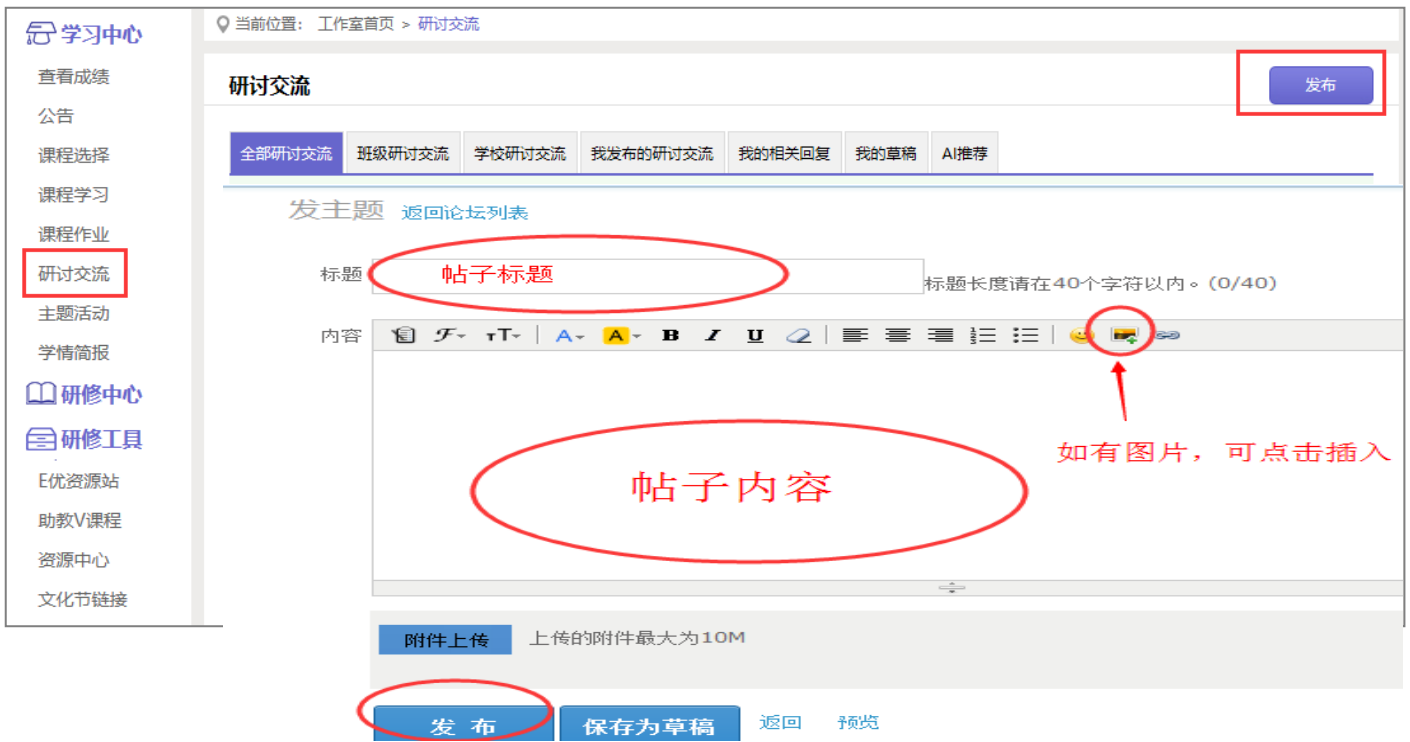 学习中心
查看成绩
公告
课程选择
课程学习
课程作业
研讨交流
主题活动
学情简报
研修中心
研修工具
E优资源站
助教V课程
资源中心
文化节链接
当前位置： 工作室首页 > 研讨交流
研讨交流
发布
全部研讨交流 班级研讨交流 学校研讨交流 我发布的研讨交流 我的相关回复 我的草稿 AI推荐
发主题 返回论坛列表
标题 帖子标题 标题长度请在40个字符以内。(0/40)
内容 F TT A A B I U
如有图片，可点击插入
帖子内容
附件上传 上传的附件最大为10M
发 布 保存为草稿 返回 预览